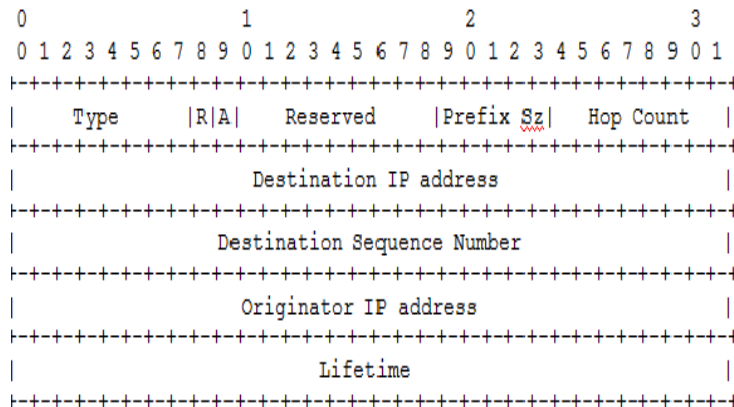 0                   1                   2                   3
0 1 2 3 4 5 6 7 8 9 0 1 2 3 4 5 6 7 8 9 0 1 2 3 4 5 6 7 8 9 0 1
+-+-+-+-+-+-+-+-+-+-+-+-+-+-+-+-+-+-+-+-+-+-+-+-+-+-+-+-+-+-+-+-+
| Type |R|A| Reserved |Prefix Sz| Hop Count |
+-+-+-+-+-+-+-+-+-+-+-+-+-+-+-+-+-+-+-+-+-+-+-+-+-+-+-+-+-+-+-+-+
| Destination IP address |
+-+-+-+-+-+-+-+-+-+-+-+-+-+-+-+-+-+-+-+-+-+-+-+-+-+-+-+-+-+-+-+-+
| Destination Sequence Number |
+-+-+-+-+-+-+-+-+-+-+-+-+-+-+-+-+-+-+-+-+-+-+-+-+-+-+-+-+-+-+-+-+
| Originator IP address |
+-+-+-+-+-+-+-+-+-+-+-+-+-+-+-+-+-+-+-+-+-+-+-+-+-+-+-+-+-+-+-+-+
| Lifetime |
+-+-+-+-+-+-+-+-+-+-+-+-+-+-+-+-+-+-+-+-+-+-+-+-+-+-+-+-+-+-+-+-+